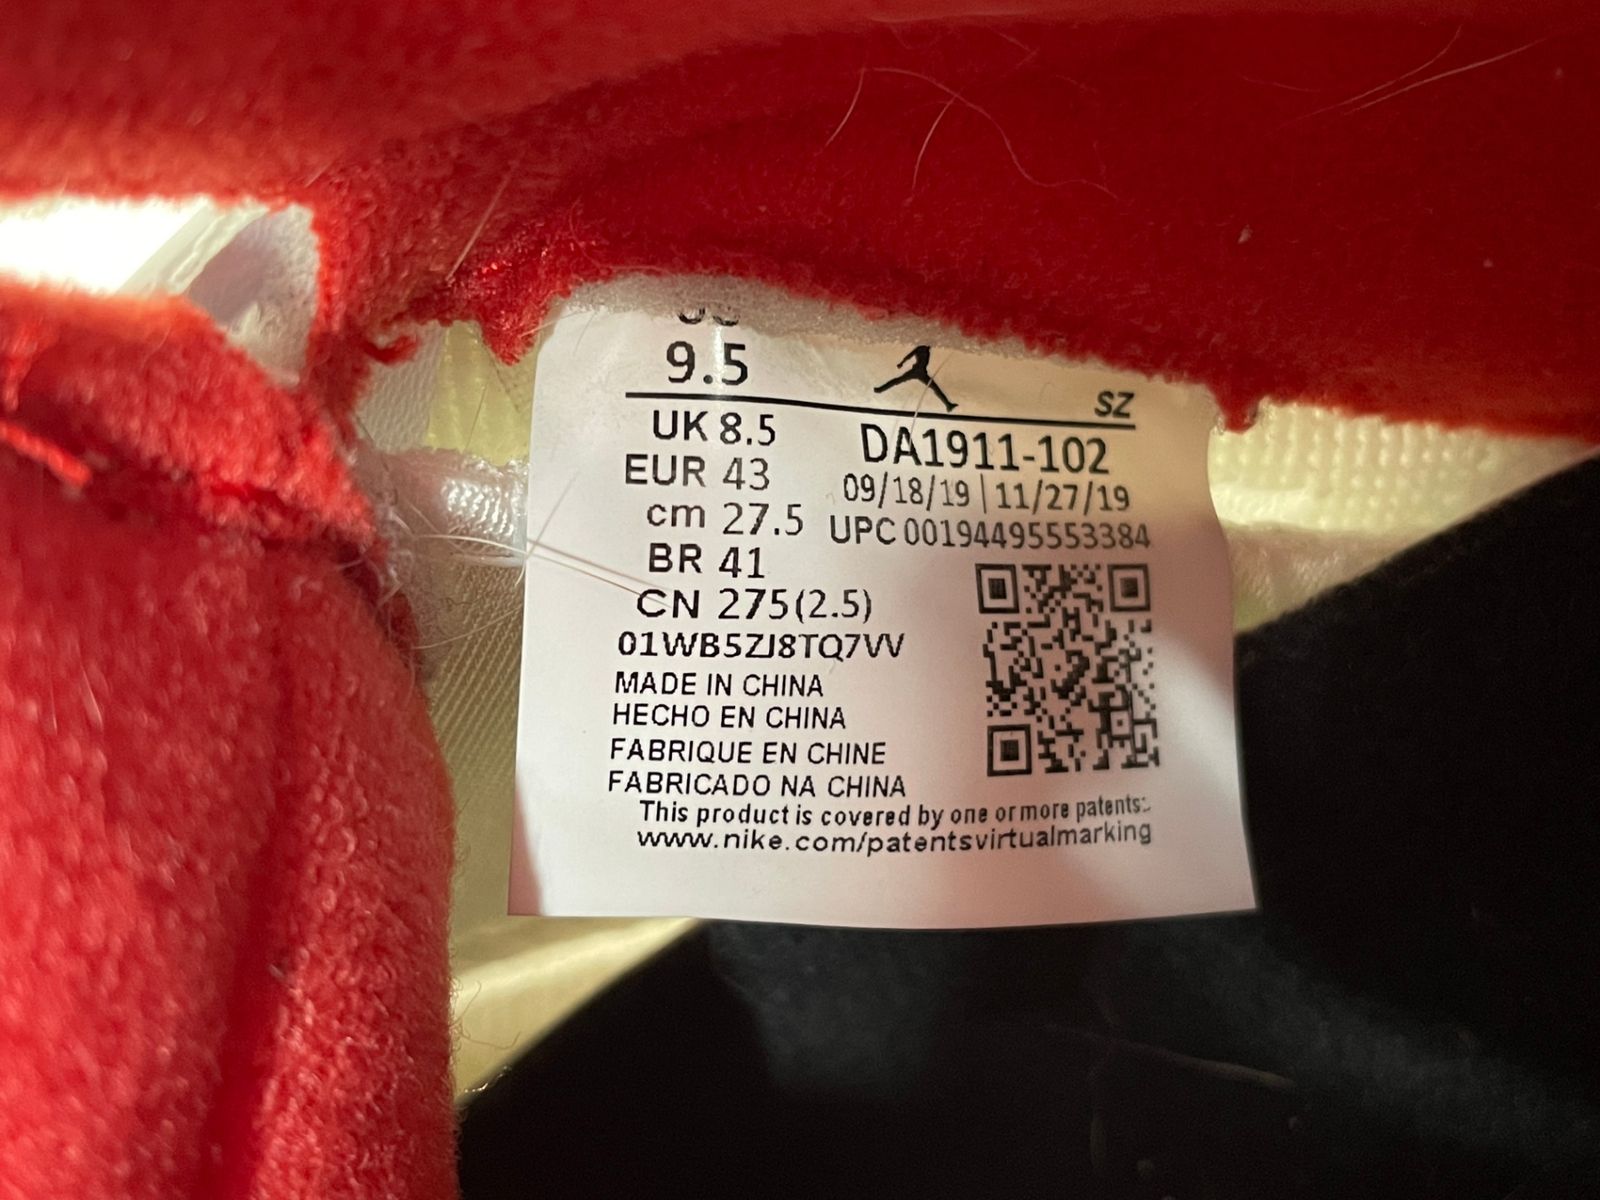 9.5
SZ
UK 8.5
EUR 43
cm 27.5
BR 41
CN 275(2.5)
DA1911-102
09/18/19 | 11/27/19
UPC 00194495553384
01WB5ZJ8TQ7VV
MADE IN CHINA
HECHO EN CHINA
FABRIQUE EN CHINE
FABRICADO NA CHINA
This product is covered by one or more patents:
www.nike.com/patentsvirtualmarking